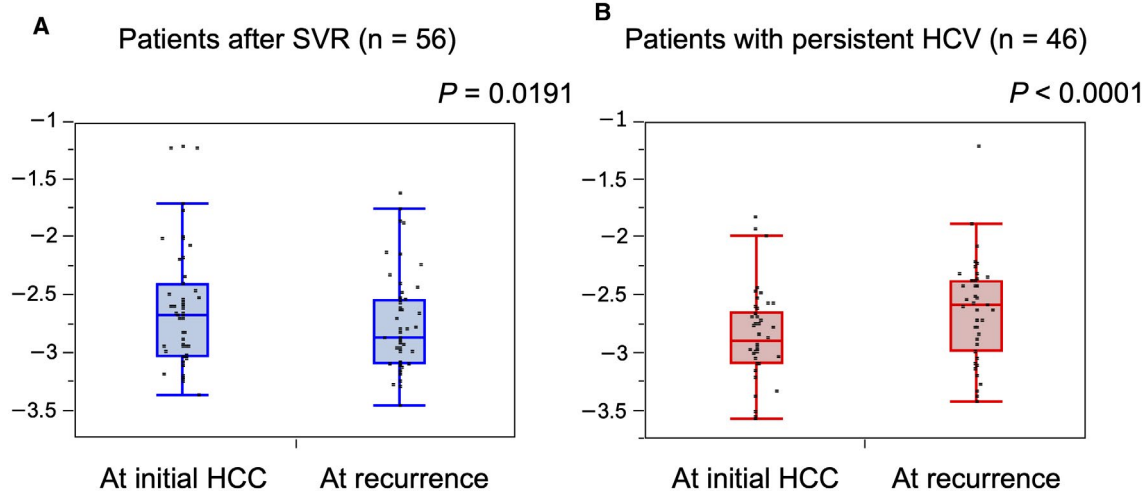 A
Patients after SVR (n = 56)
P = 0.0191
−1
−1.5
−2
−2.5
−3
−3.5
At initial HCC
At recurrence
B
Patients with persistent HCV (n = 46)
P < 0.0001
−1
−1.5
−2
−2.5
−3
−3.5
At initial HCC
At recurrence